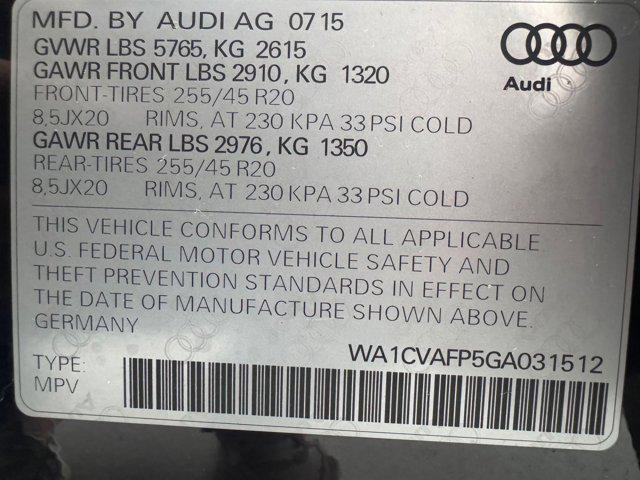 MFD. BY AUDI AG 07 15
GVWR LBS 5765, KG 2615
GAWR FRONT LBS 2910, KG 1320
FRONT-TIRES 255/45 R20
8,5JX20 RIMS, AT 230 KPA 33 PSI COLD
GAWR REAR LBS 2976, KG 1350
REAR-TIRES 255/45 R20
8,5JX20 RIMS, AT 230 KPA 33 PSI COLD
Audi
THIS VEHICLE CONFORMS TO ALL APPLICABLE
U.S. FEDERAL MOTOR VEHICLE SAFETY AND
THEFT PREVENTION STANDARDS IN EFFECT ON
THE DATE OF MANUFACTURE SHOWN ABOVE.
GERMANY
WA1CVAFP5GA031512
TYPE:
MPV